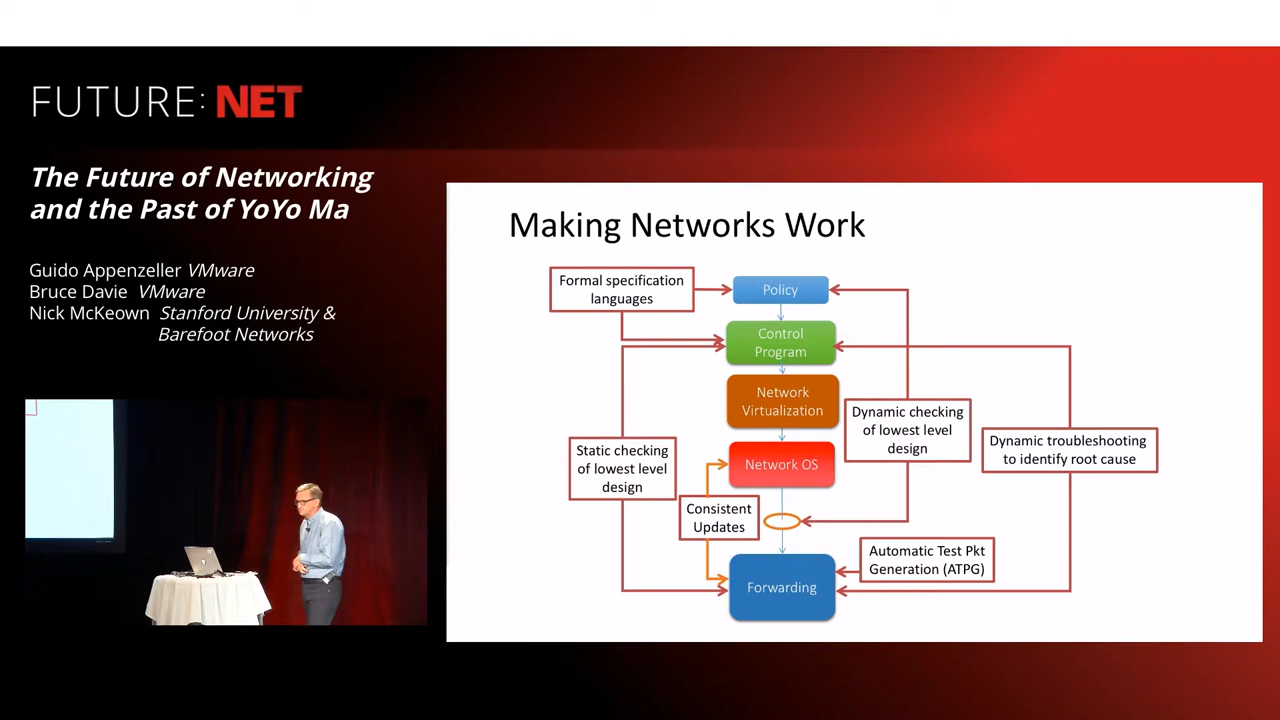 FUTURE: NET
The Future of Networking
and the Past of YoYo Ma
Guido Appenzeller VMware
Bruce Davie VMware
Nick McKeown Stanford University &
Barefoot Networks
Making Networks Work
Formal specification
languages
Policy
Control
Program
Network
Virtualization
Dynamic checking
of lowest level
design
Dynamic troubleshooting
to identify root cause
Static checking
of lowest level
design
Network OS
Consistent
Updates
Automatic Test Pkt
Generation (ATPG)
Forwarding